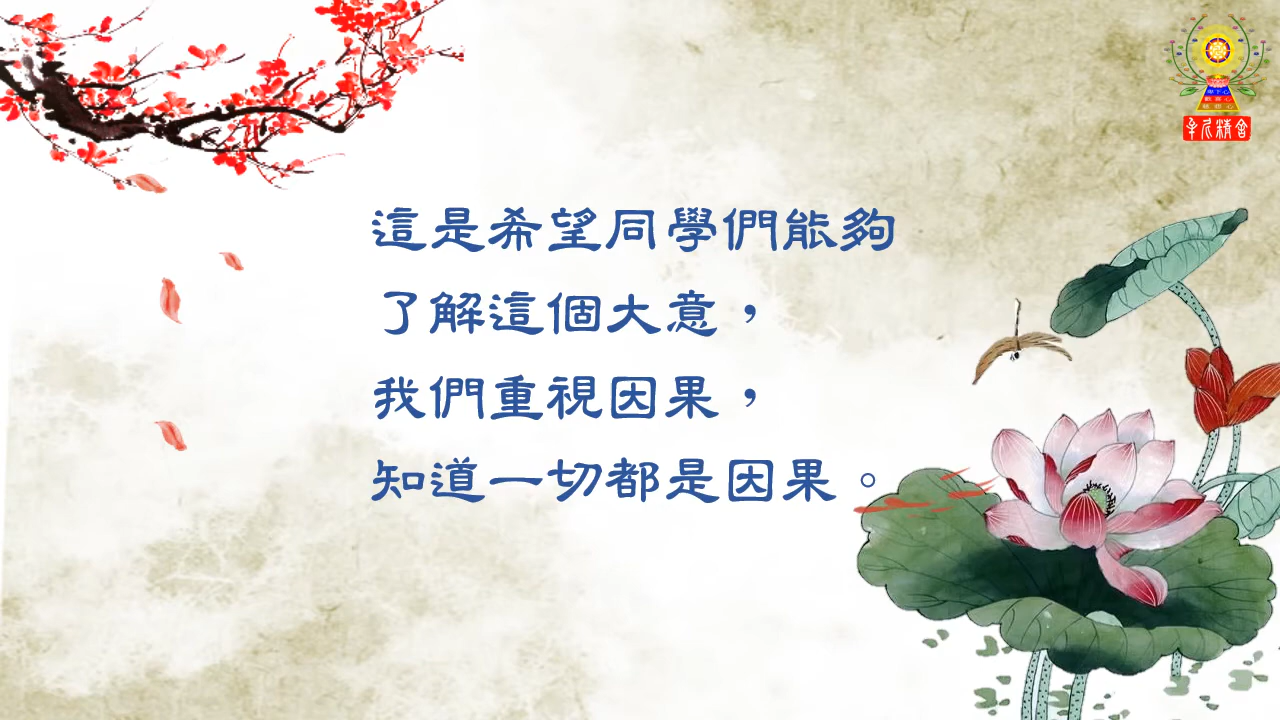 這是希望同學們能夠
了解這個大意，
我們重視因果，
知道一切都是因果。